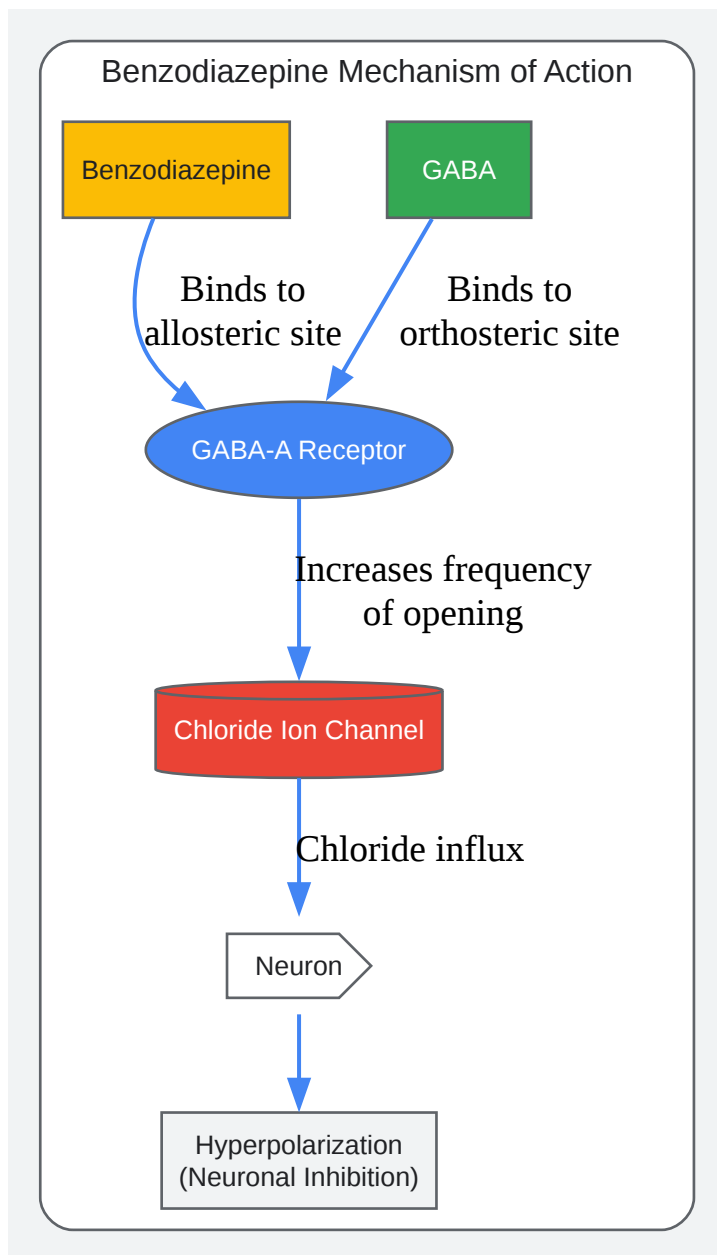 Benzodiazepine Mechanism of Action
Benzodiazepine
GABA
Binds to
allosteric site
Binds to
orthosteric site
GABA-A Receptor
Increases frequency
of opening
Chloride Ion Channel
Chloride influx
Neuron
Hyperpolarization
(Neuronal Inhibition)